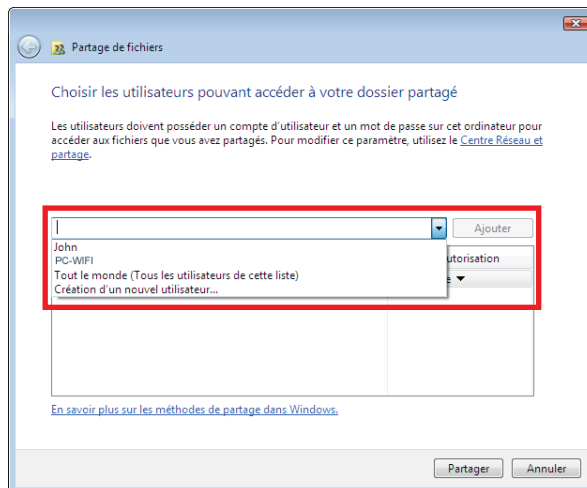 Partage de fichiers
Choisir les utilisateurs pouvant accéder à votre dossier partagé
Les utilisateurs doivent posséder un compte d'utilisateur et un mot de passe sur cet ordinateur pour
accéder aux fichiers que vous avez partagés. Pour modifier ce paramètre, utilisez le Centre Réseau et
partage.
Ajouter
John
PC-WIFI
Tout le monde (Tous les utilisateurs de cette liste)
Création d'un nouvel utilisateur...
utorisation
En savoir plus sur les méthodes de partage dans Windows.
Partager Annuler